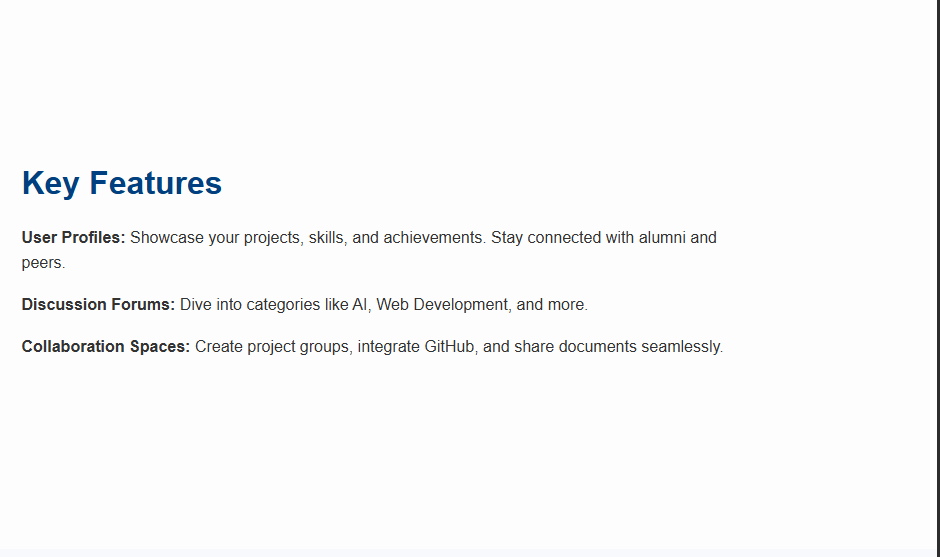 Key Features
User Profiles: Showcase your projects, skills, and achievements. Stay connected with alumni and
peers.
Discussion Forums: Dive into categories like AI, Web Development, and more.
Collaboration Spaces: Create project groups, integrate GitHub, and share documents seamlessly.